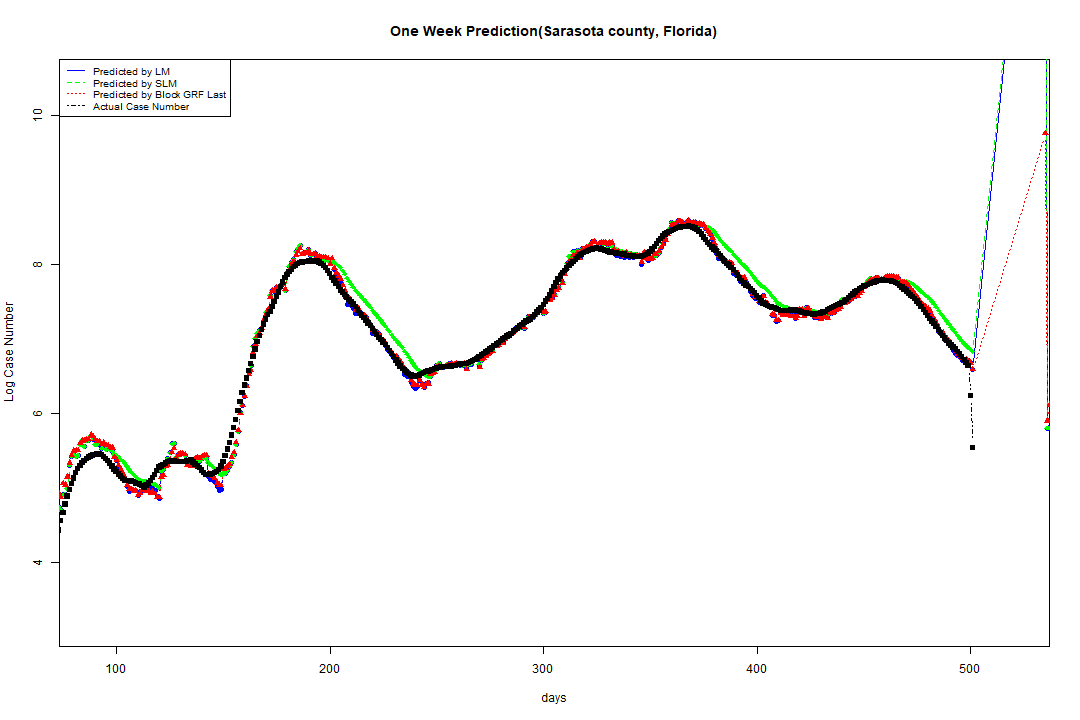 One Week Prediction(Sarasota county, Florida)
Predicted by LM
Predicted by SLM
Predicted by Block GRF Last
Actual Case Number
10
8
6
4
Log Case Number
100 200 300 400 500
days